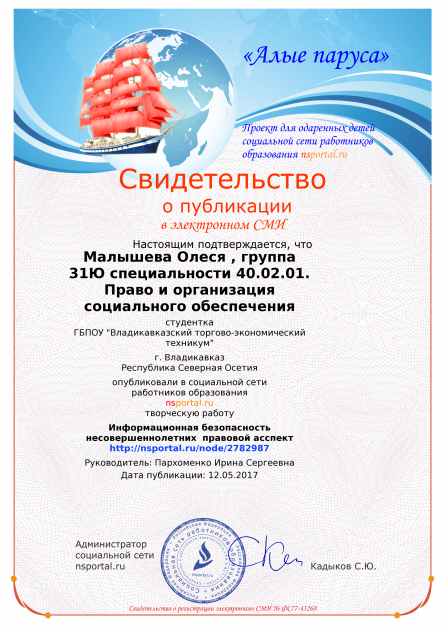 «Алые паруса»
Проект для одаренных детей
социальной сети работников
образования nsportal.ru
Свидетельство
о публикации
в электронном СМИ
Настоящим подтверждается, что
Малышева Олеся , группа
31Ю специальности 40.02.01.
Право и организация
социального обеспечения
студентка
ГБПОУ "Владикавказский торгово-экономический
техникум"
г. Владикавказ
Республика Северная Осетия
опубликовали в социальной сети
работников образования
nsportal.ru
творческую работу
Информационная безопасность
несовершеннолетних правовой асспект
http://nsportal.ru/node/2782987
Руководитель: Пархоменко Ирина Сергеевна
Дата публикации: 12.05.2017
Администратор
социальной сети
nsportal.ru
Кадыков С.Ю.
Свидетельство о регистрации электронного СМИ № ФС77-43268